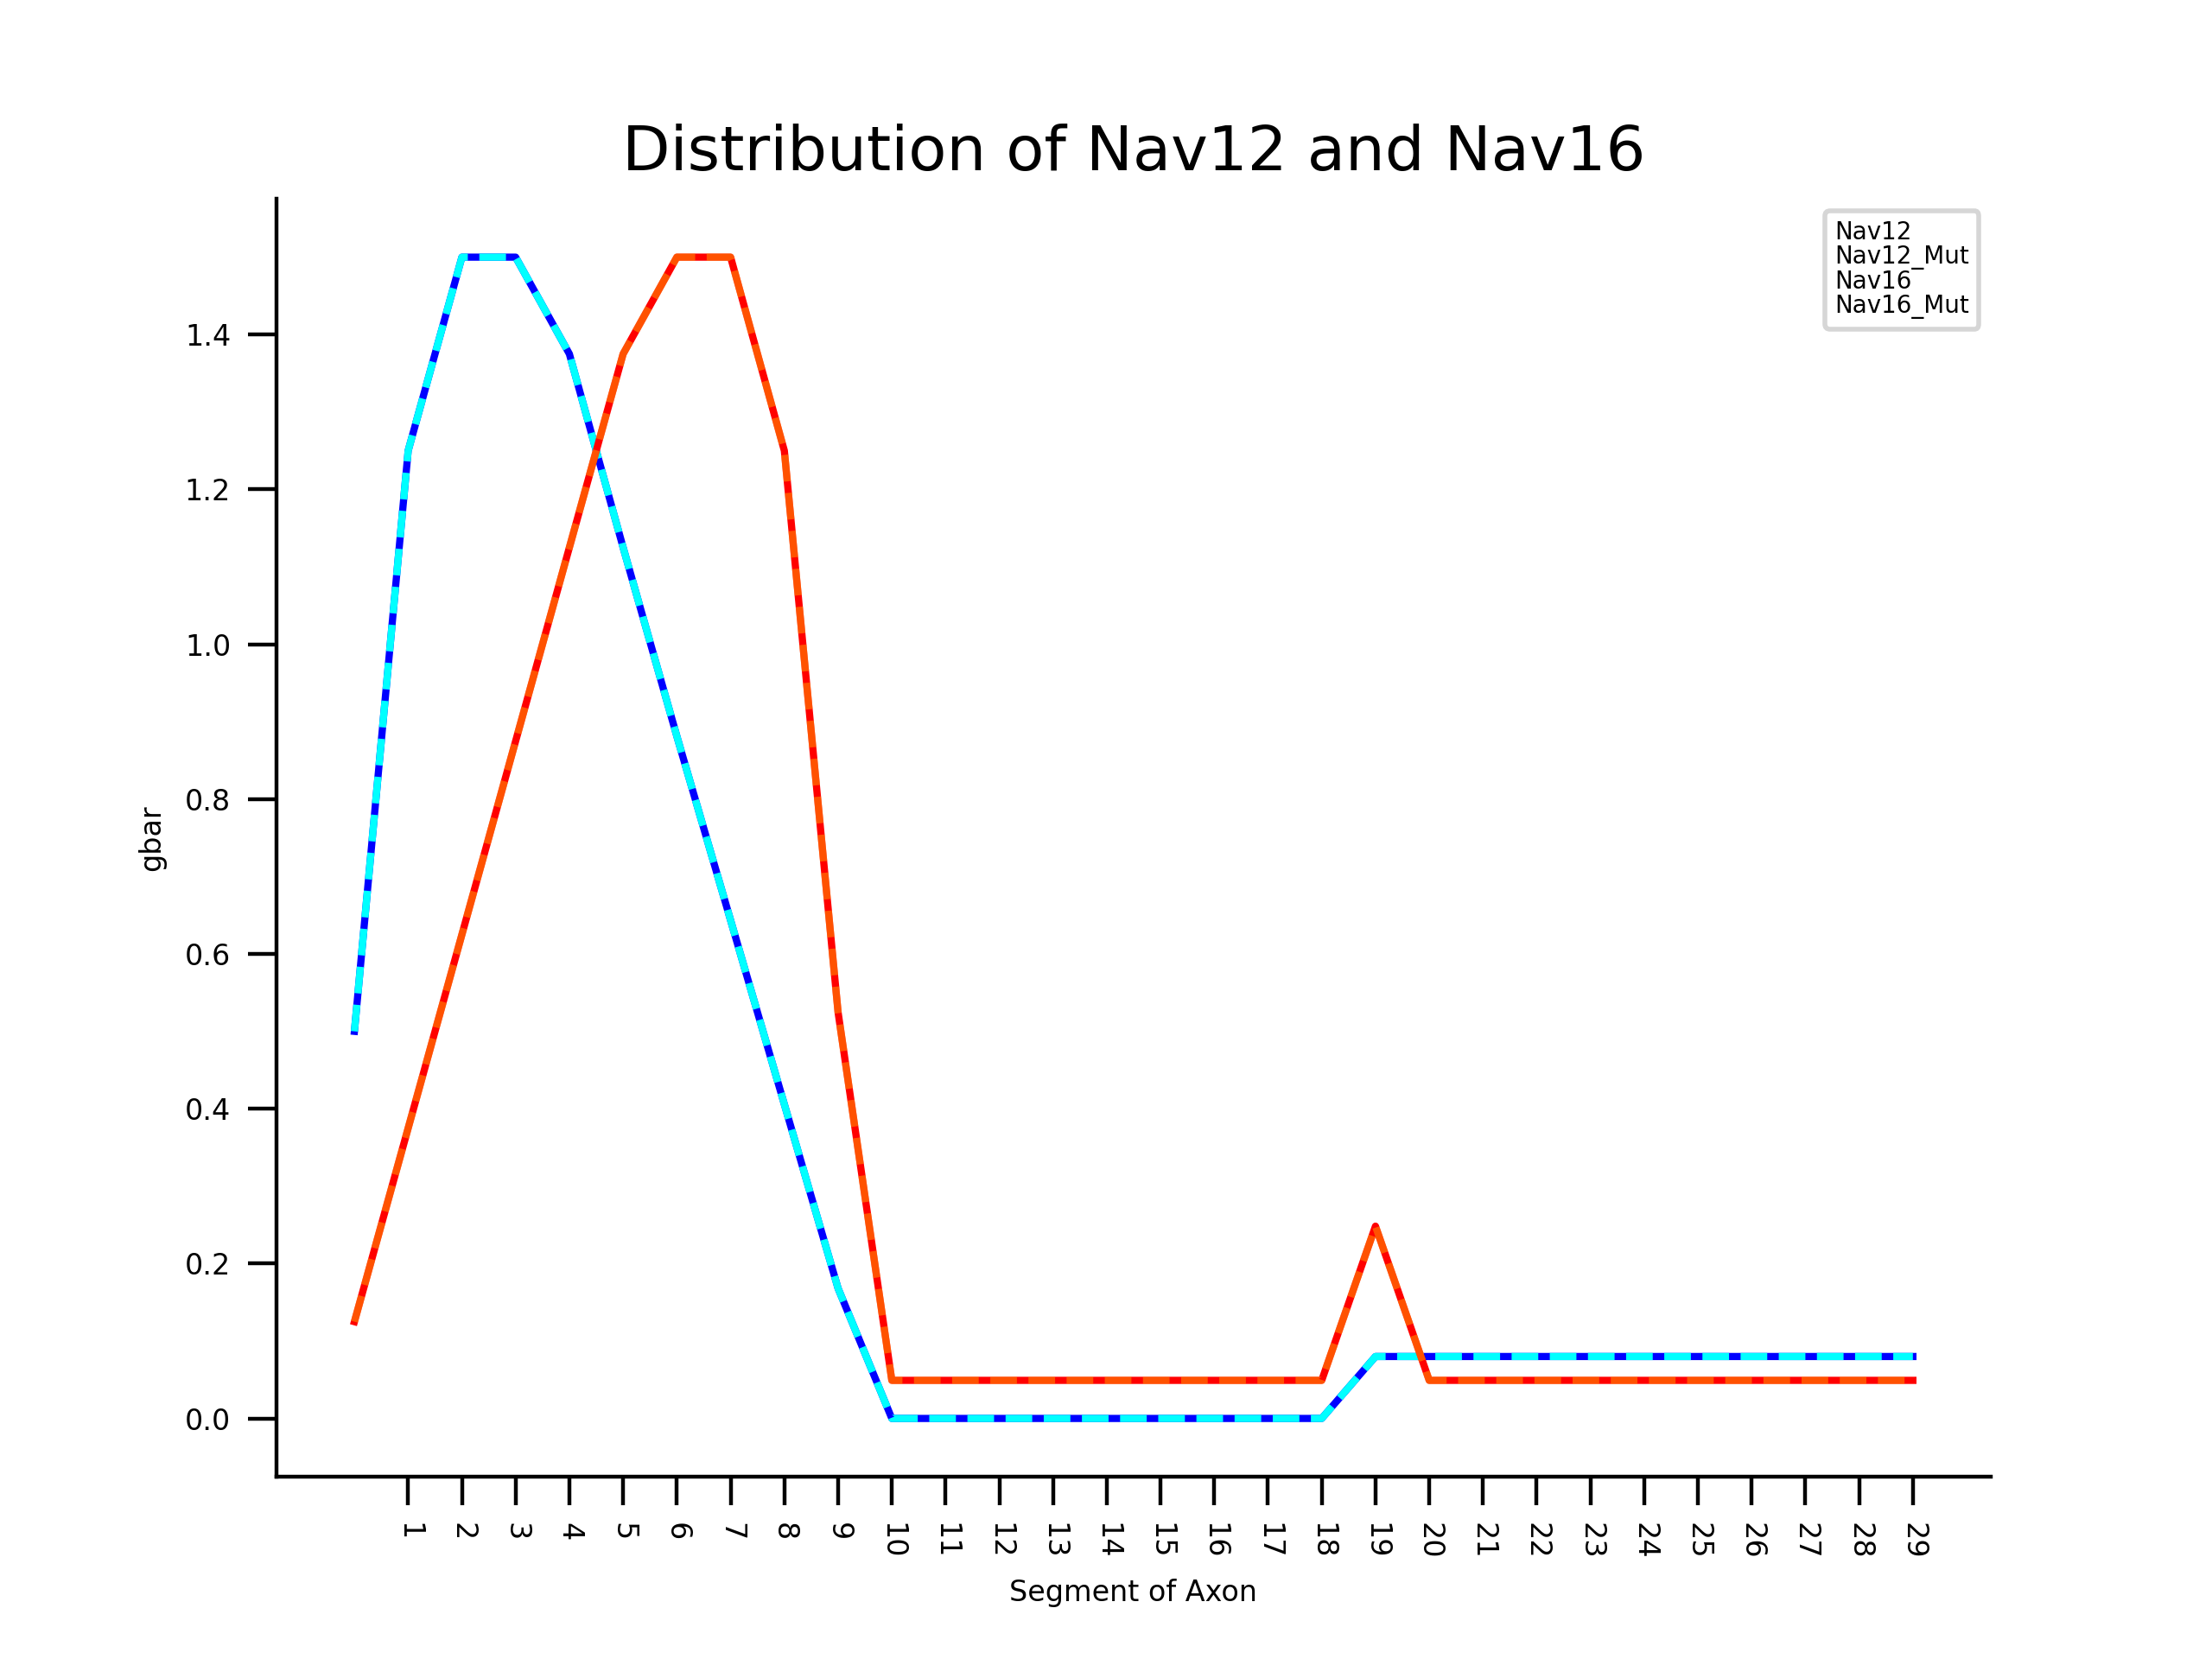 Distribution of Nav12 and Nav16
Nav12
Nav12_Mut
Nav16
Nav16_Mut
1.4
1.2
1.0
0.8
0.6
0.4
0.2
0.0
gbar
1 2 3 4 5 6 7 8 9 10 11 12 13 14 15 16 17 18 19 20 21 22 23 24 25 26 27 28 29
Segment of Axon